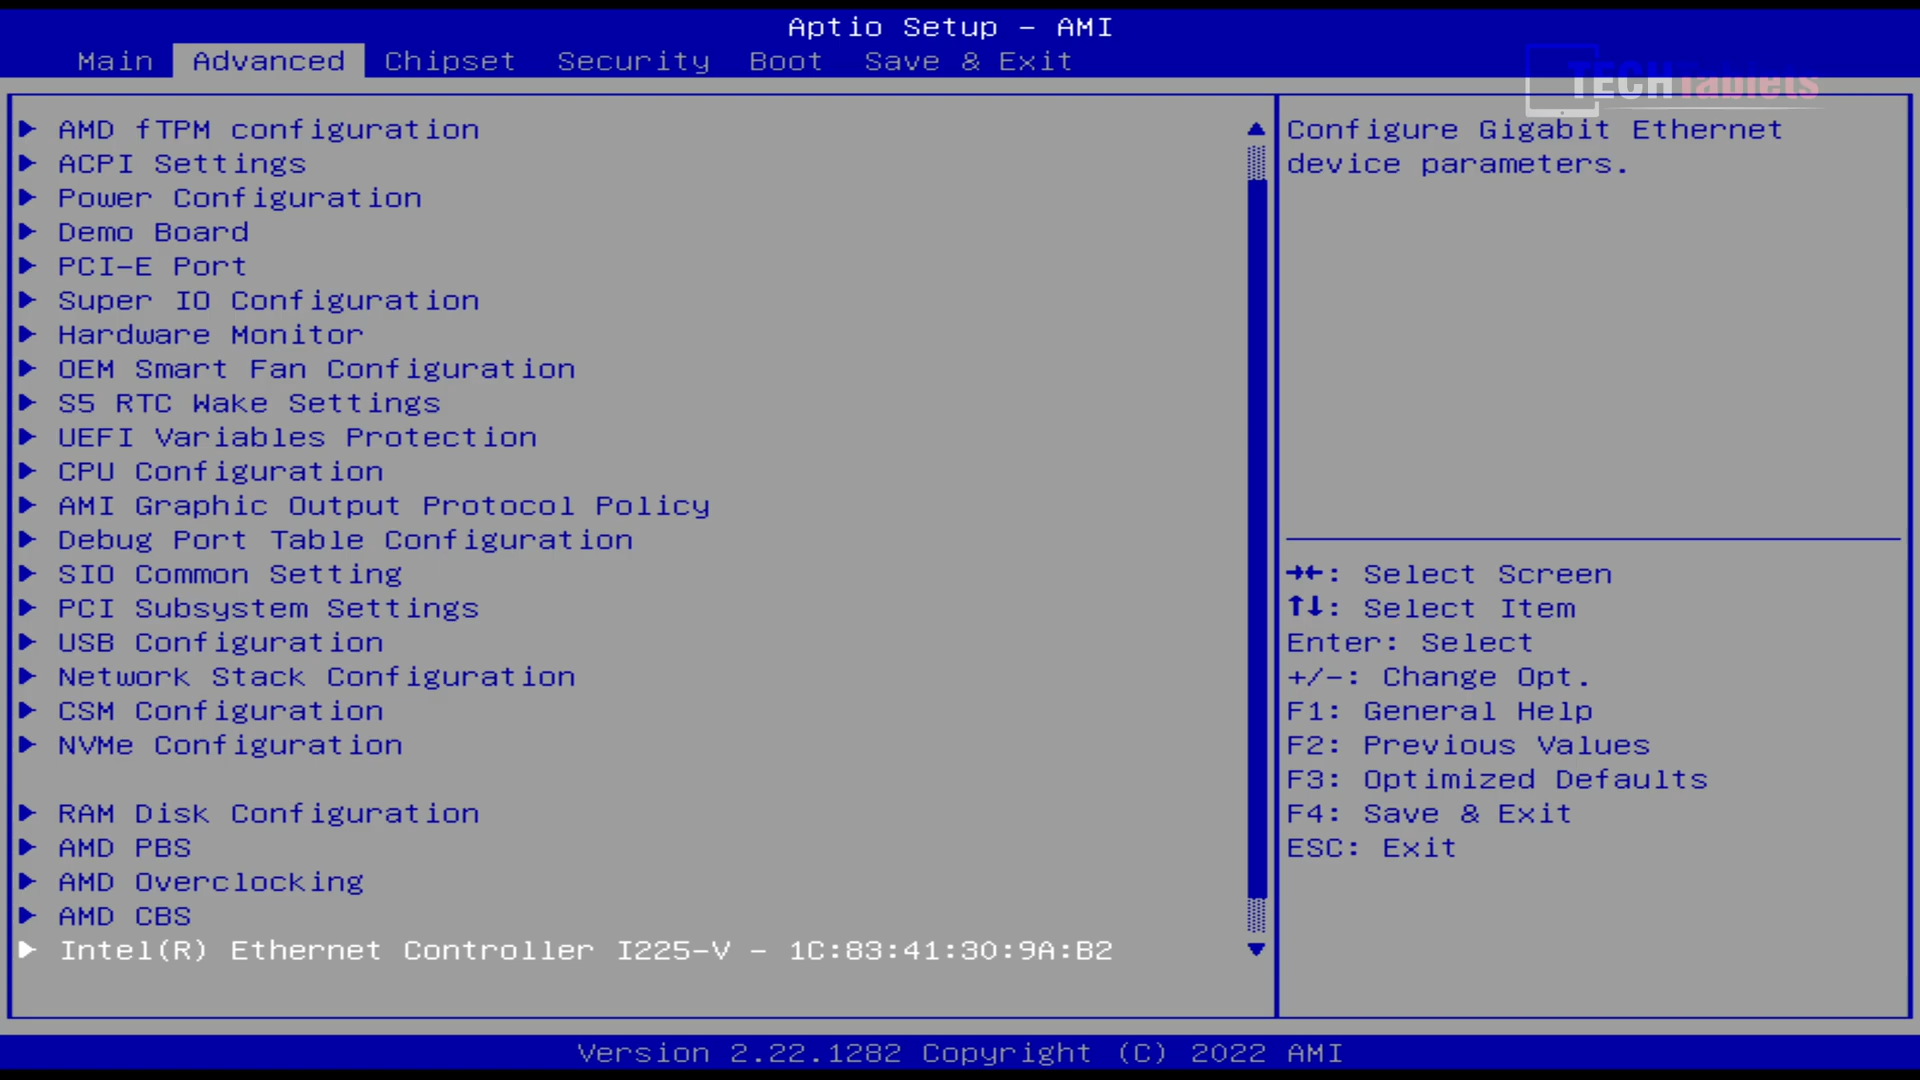 Aptio Setup - AMI
Main Advanced Chipset Security Boot Save & Exit
TECHTablets
AMD fTPM configuration
ACPI Settings
Power Configuration
Demo Board
PCI-E Port
Super IO Configuration
Hardware Monitor
OEM Smart Fan Configuration
S5 RTC Wake Settings
UEFI Variables Protection
CPU Configuration
AMI Graphic Output Protocol Policy
Debug Port Table Configuration
SIO Common Setting
PCI Subsystem Settings
USB Configuration
Network Stack Configuration
CSM Configuration
NVMe Configuration
RAM Disk Configuration
AMD PBS
AMD Overclocking
AMD CBS
Intel(R) Ethernet Controller I225-V - 1C:83:41:30:9A:B2
Configure Gigabit Ethernet
device parameters.
→←: Select Screen
↑↓: Select Item
Enter: Select
+/-: Change Opt.
F1: General Help
F2: Previous Values
F3: Optimized Defaults
F4: Save & Exit
ESC: Exit
Version 2.22.1282 Copyright (C) 2022 AMI